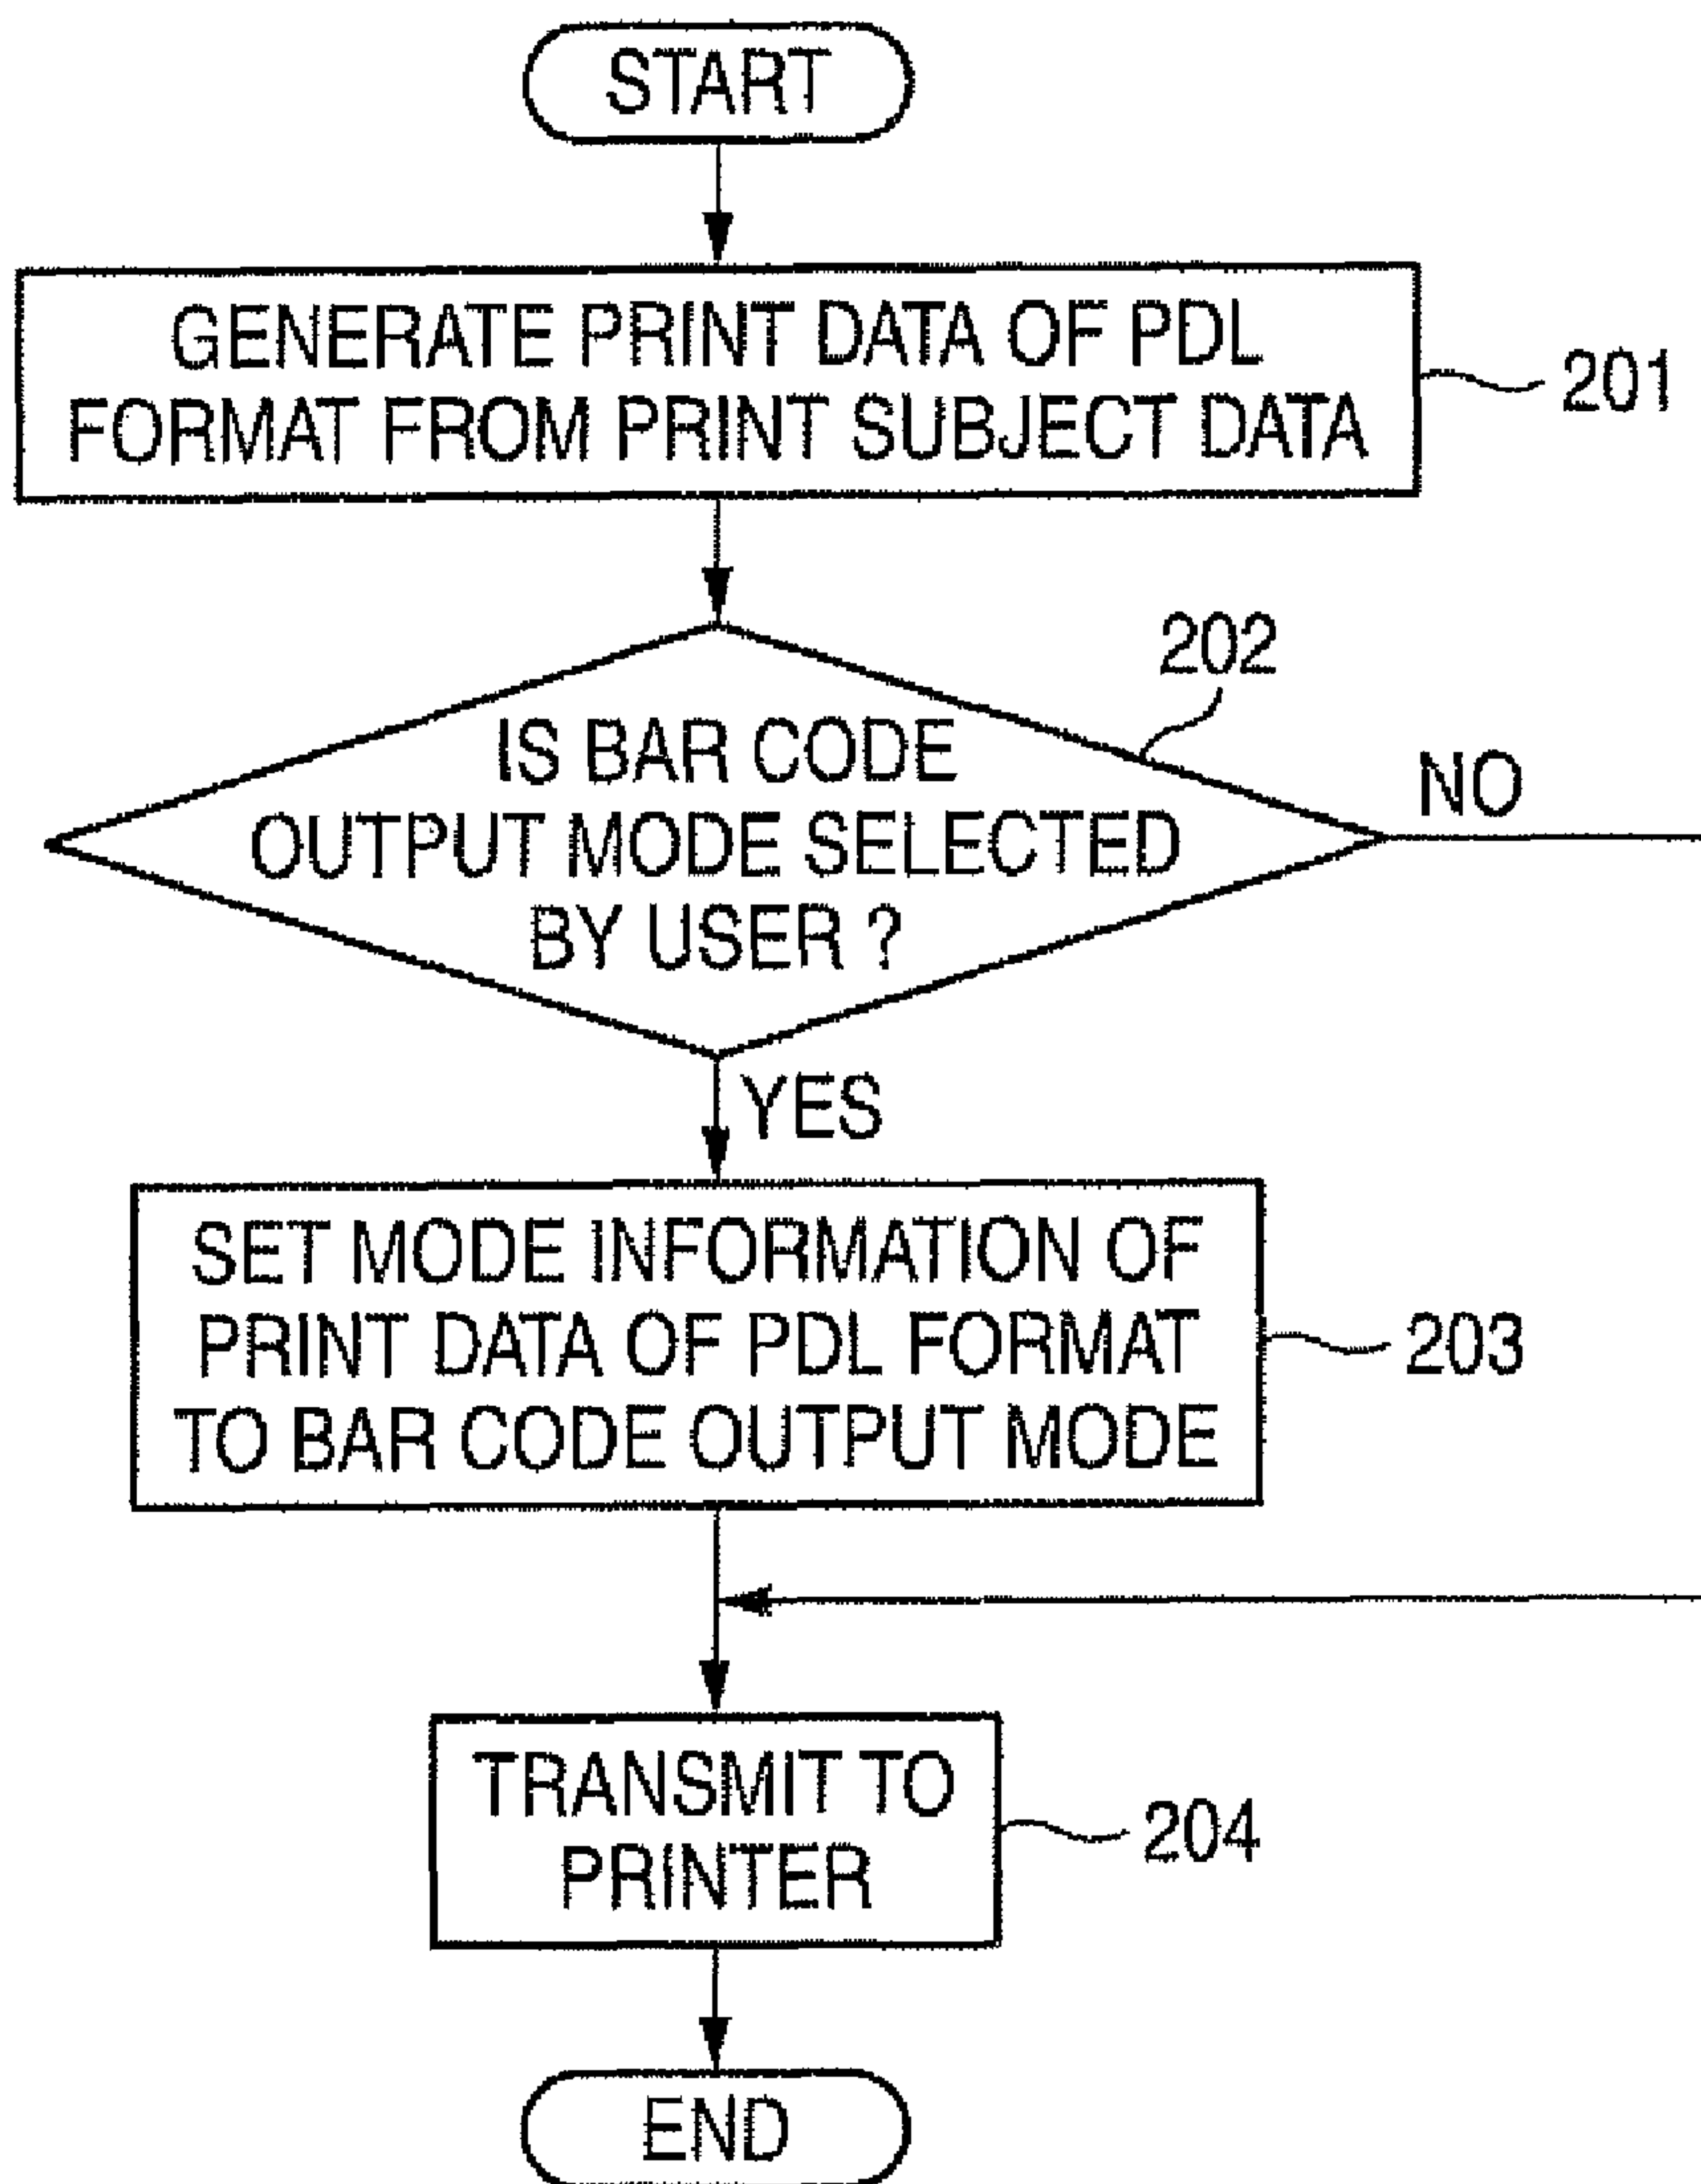 START
GENERATE PRINT DATA OF PDL
FORMAT FROM PRINT SUBJECT DATA
201
202
IS BAR CODE
OUTPUT MODE SELECTED
BY USER ?
NO
YES
SET MODE INFORMATION OF
PRINT DATA OF PDL FORMAT
TO BAR CODE OUTPUT MODE
203
TRANSMIT TO
PRINTER
204
END